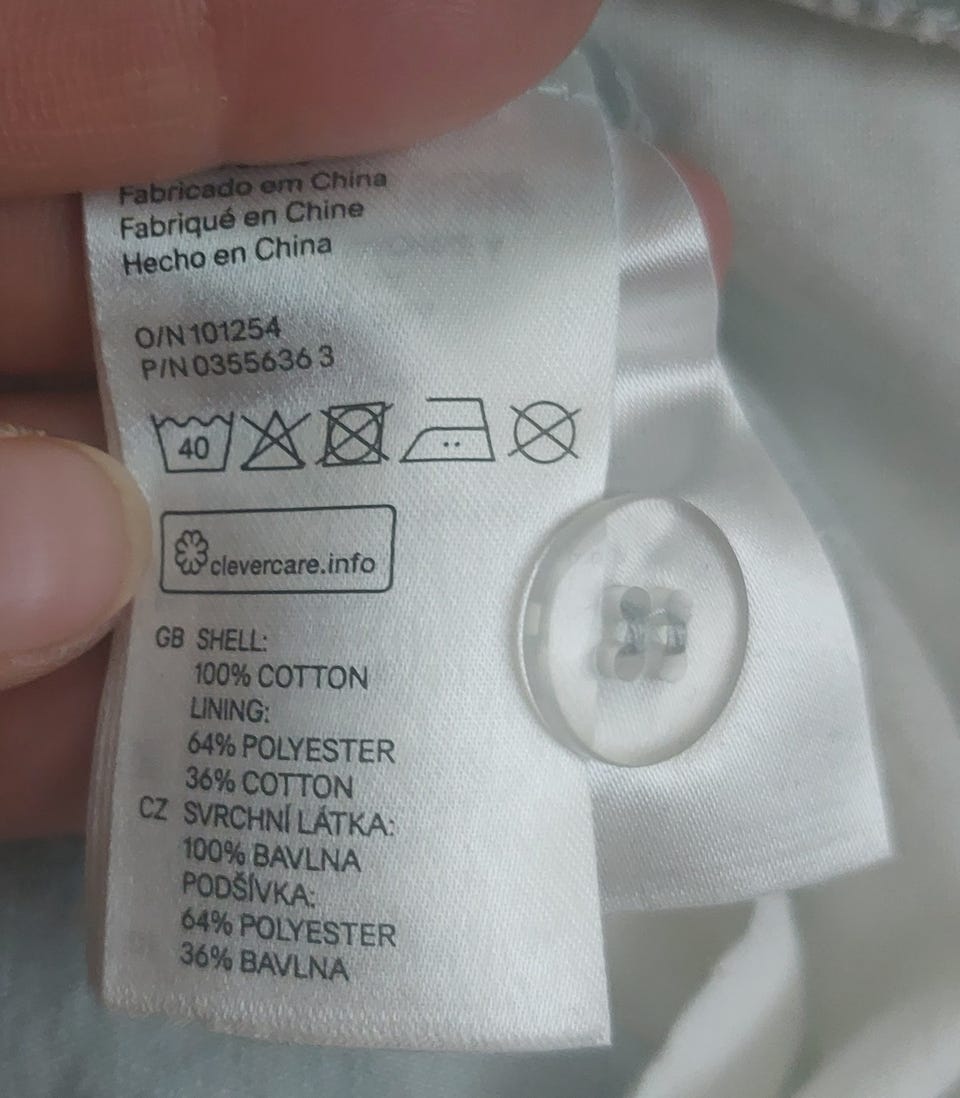 Fabricado em China
Fabriqué en Chine
Hecho en China
O/N 101254
P/N 0355636 3
40
clevercare.info
GB SHELL:
100% COTTON
LINING:
64% POLYESTER
36% COTTON
CZ SVRCHNÍ LÁTKA:
100% BAVLNA
PODŠÍVKA:
64% POLYESTER
36% BAVLNA